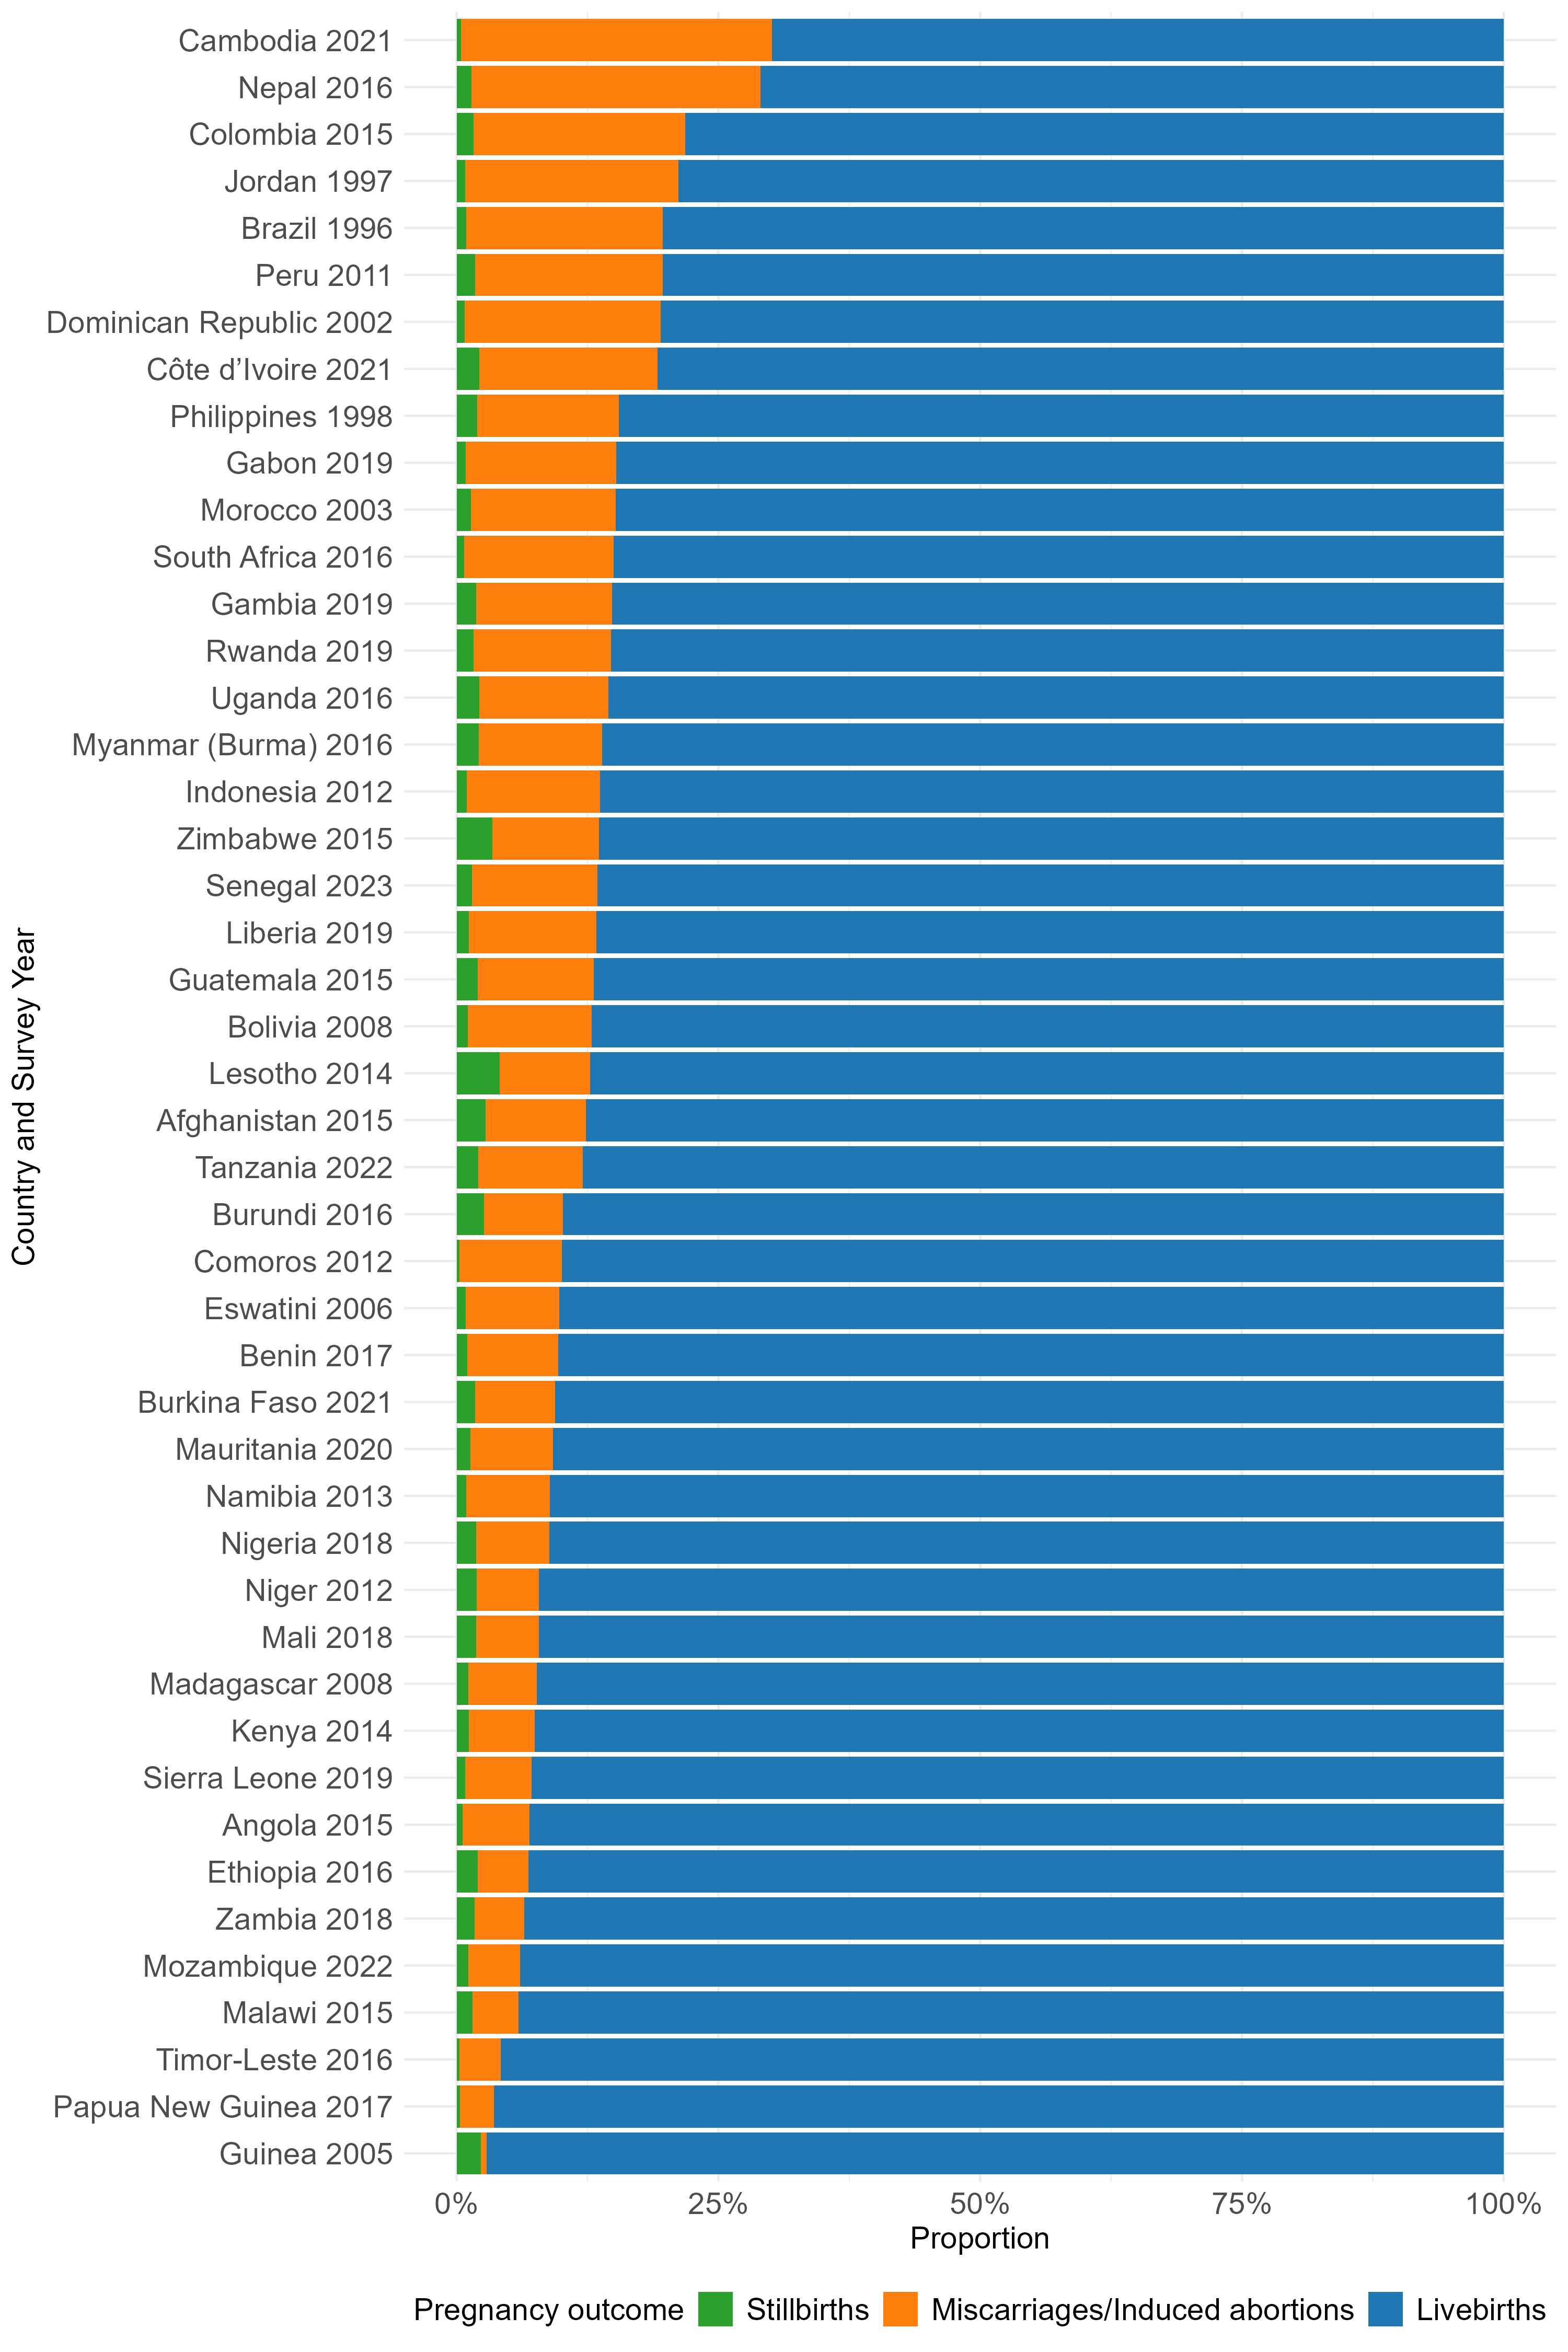 Country and Survey Year
Cambodia 2021
Nepal 2016
Colombia 2015
Jordan 1997
Brazil 1996
Peru 2011
Dominican Republic 2002
Côte d’Ivoire 2021
Philippines 1998
Gabon 2019
Morocco 2003
South Africa 2016
Gambia 2019
Rwanda 2019
Uganda 2016
Myanmar (Burma) 2016
Indonesia 2012
Zimbabwe 2015
Senegal 2023
Liberia 2019
Guatemala 2015
Bolivia 2008
Lesotho 2014
Afghanistan 2015
Tanzania 2022
Burundi 2016
Comoros 2012
Eswatini 2006
Benin 2017
Burkina Faso 2021
Mauritania 2020
Namibia 2013
Nigeria 2018
Niger 2012
Mali 2018
Madagascar 2008
Kenya 2014
Sierra Leone 2019
Angola 2015
Ethiopia 2016
Zambia 2018
Mozambique 2022
Malawi 2015
Timor-Leste 2016
Papua New Guinea 2017
Guinea 2005
0% 25% 50% 75% 100%
Proportion
Pregnancy outcome Stillbirths Miscarriages/Induced abortions Livebirths